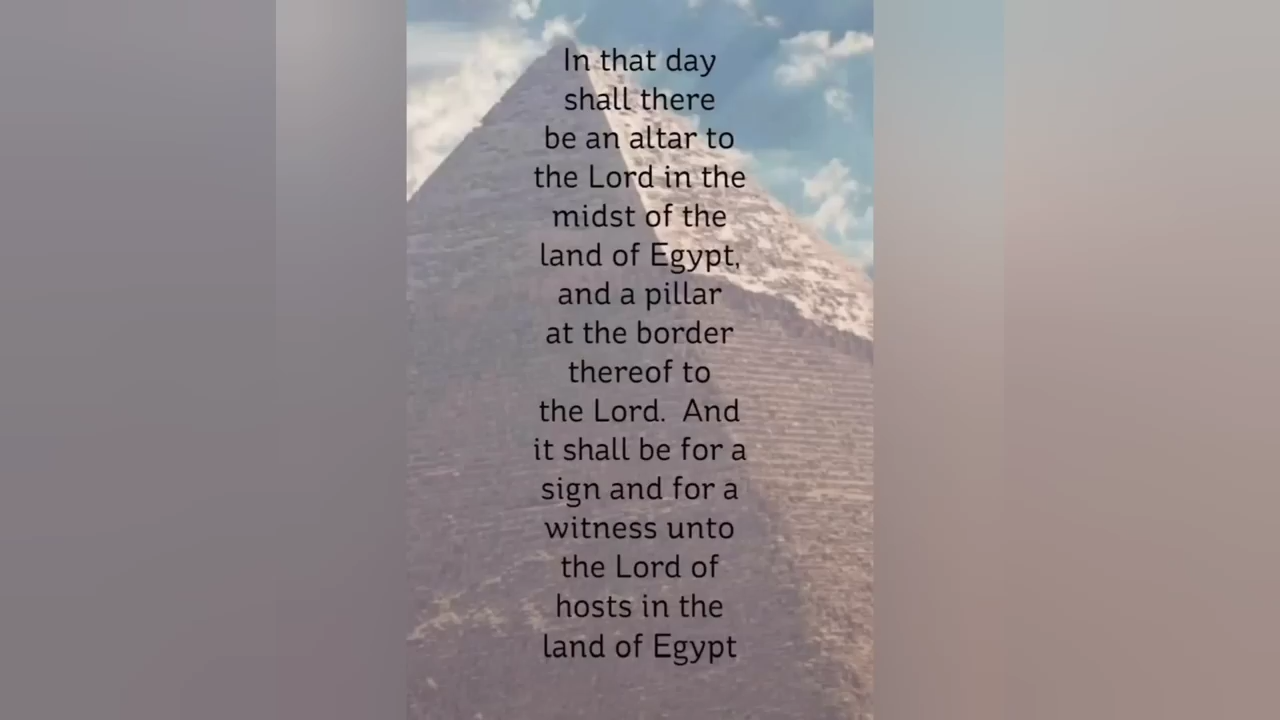 In that day
shall there
be an altar to
the Lord in the
midst of the
land of Egypt,
and a pillar
at the border
thereof to
the Lord.  And
it shall be for a
sign and for a
witness unto
the Lord of
hosts in the
land of Egypt